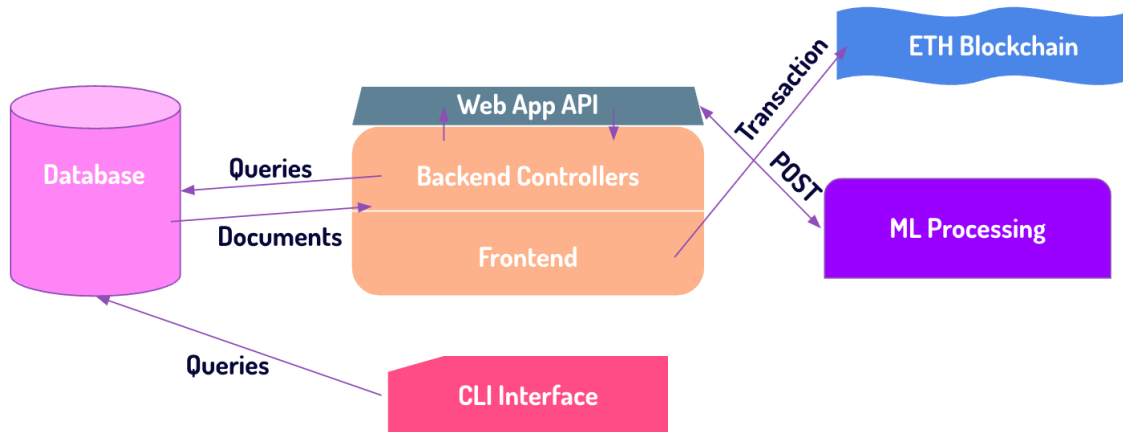 ETH Blockchain
Transaction
Web App API
POST
Database
Queries
Backend Controllers
ML Processing
Documents
Frontend
Queries
CLI Interface